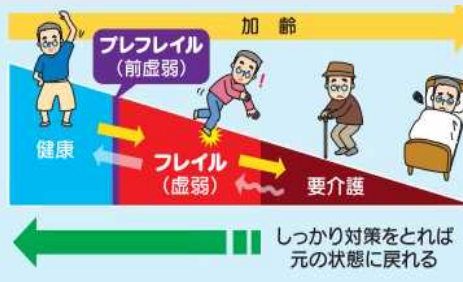 加齢
プレフレイル
（前虚弱）
健康
フレイル
（虚弱）
要介護
しっかり対策をとれば
元の状態に戻れる